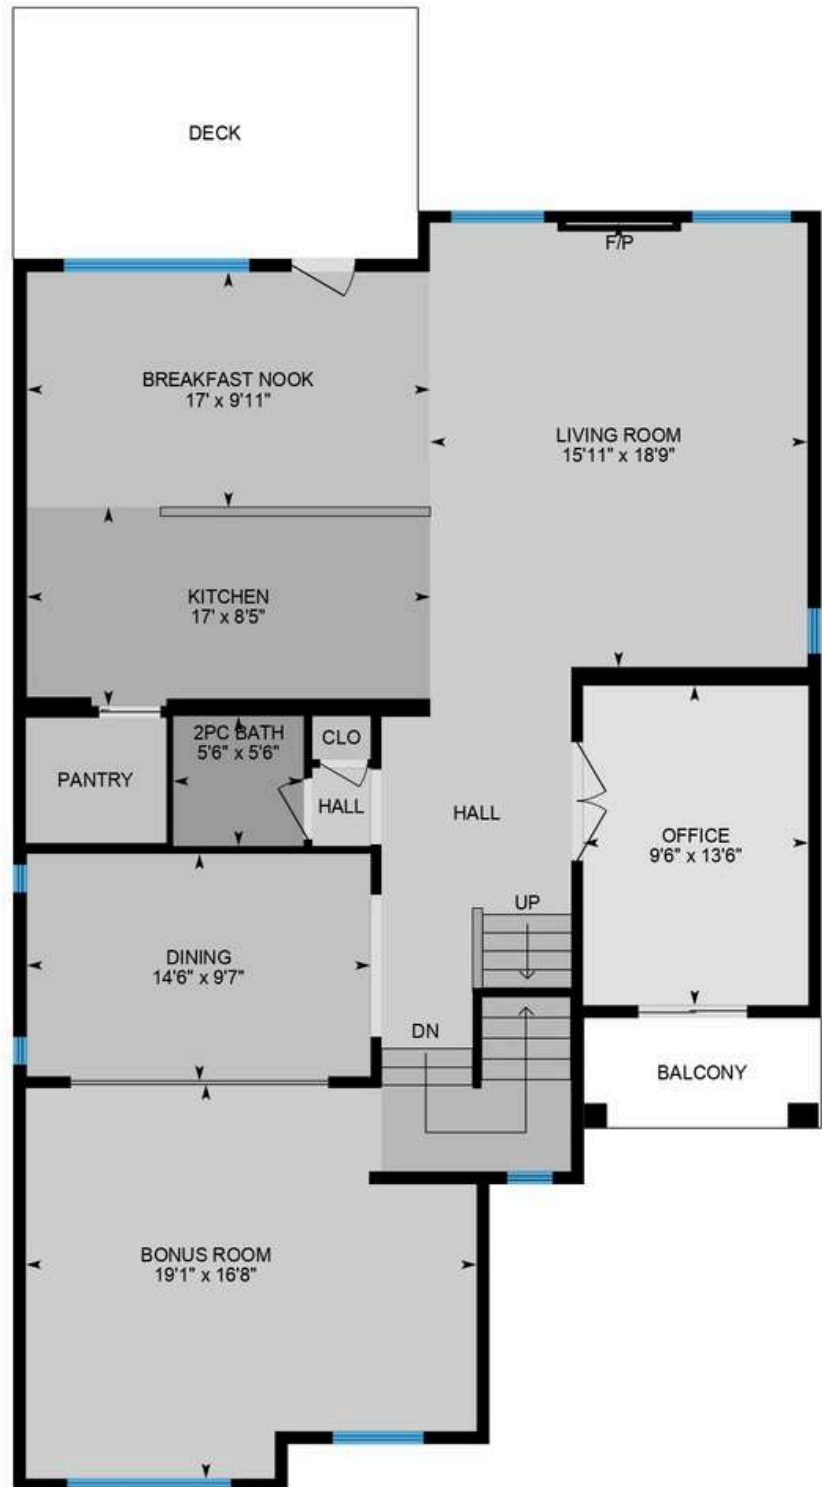 DECK
F/P
BREAKFAST NOOK
17' x 9'11"
LIVING ROOM
15'11" x 18'9"
KITCHEN
17' x 8'5"
2PC BATH
5'6" x 5'6"
CLO
PANTRY
HALL
HALL
OFFICE
9'6" x 13'6"
UP
DINING
14'6" x 9'7"
DN
BALCONY
BONUS ROOM
19'1" x 16'8"